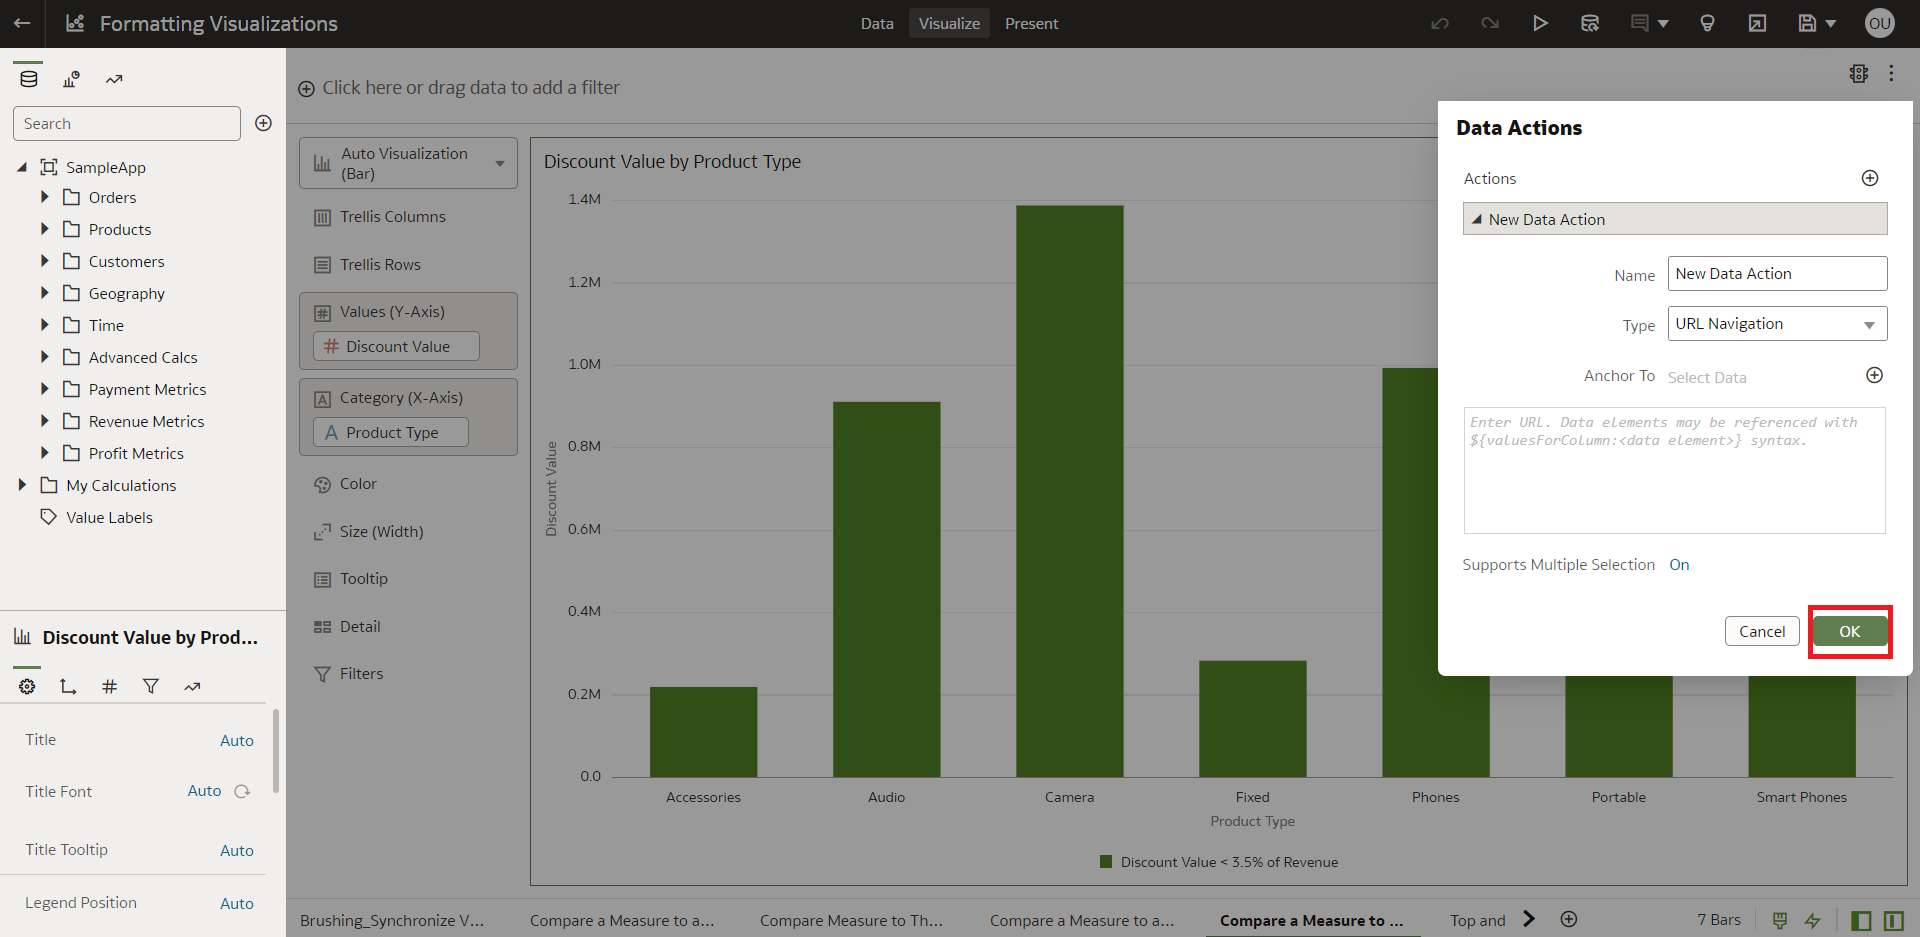 Formatting Visualizations
Data
Visualize
Present
OU
Search
SampleApp
Orders
Products
Customers
Geography
Time
Advanced Calcs
Payment Metrics
Revenue Metrics
Profit Metrics
My Calculations
Value Labels
Discount Value by Prod...
Title
Auto
Title Font
Auto
Title Tooltip
Auto
Legend Position
Auto
Click here or drag data to add a filter
Auto Visualization
(Bar)
Trellis Columns
Trellis Rows
Values (Y-Axis)
# Discount Value
Category (X-Axis)
A Product Type
Color
Size (Width)
Tooltip
Detail
Filters
Discount Value by Product Type
1.4M
1.2M
1.0M
0.8M
0.6M
0.4M
0.2M
0.0
Discount Value
Accessories
Audio
Camera
Fixed
Phones
Portable
Smart Phones
Product Type
Discount Value < 3.5% of Revenue
Data Actions
Actions
New Data Action
Name
New Data Action
Type
URL Navigation
Anchor To
Select Data
Enter URL. Data elements may be referenced with
${valuesForColumn:<data element>} syntax.
Supports Multiple Selection
On
Cancel
OK
Brushing_Synchronize V...
Compare a Measure to a...
Compare Measure to Th...
Compare a Measure to a...
Compare a Measure to ...
Top and
7 Bars